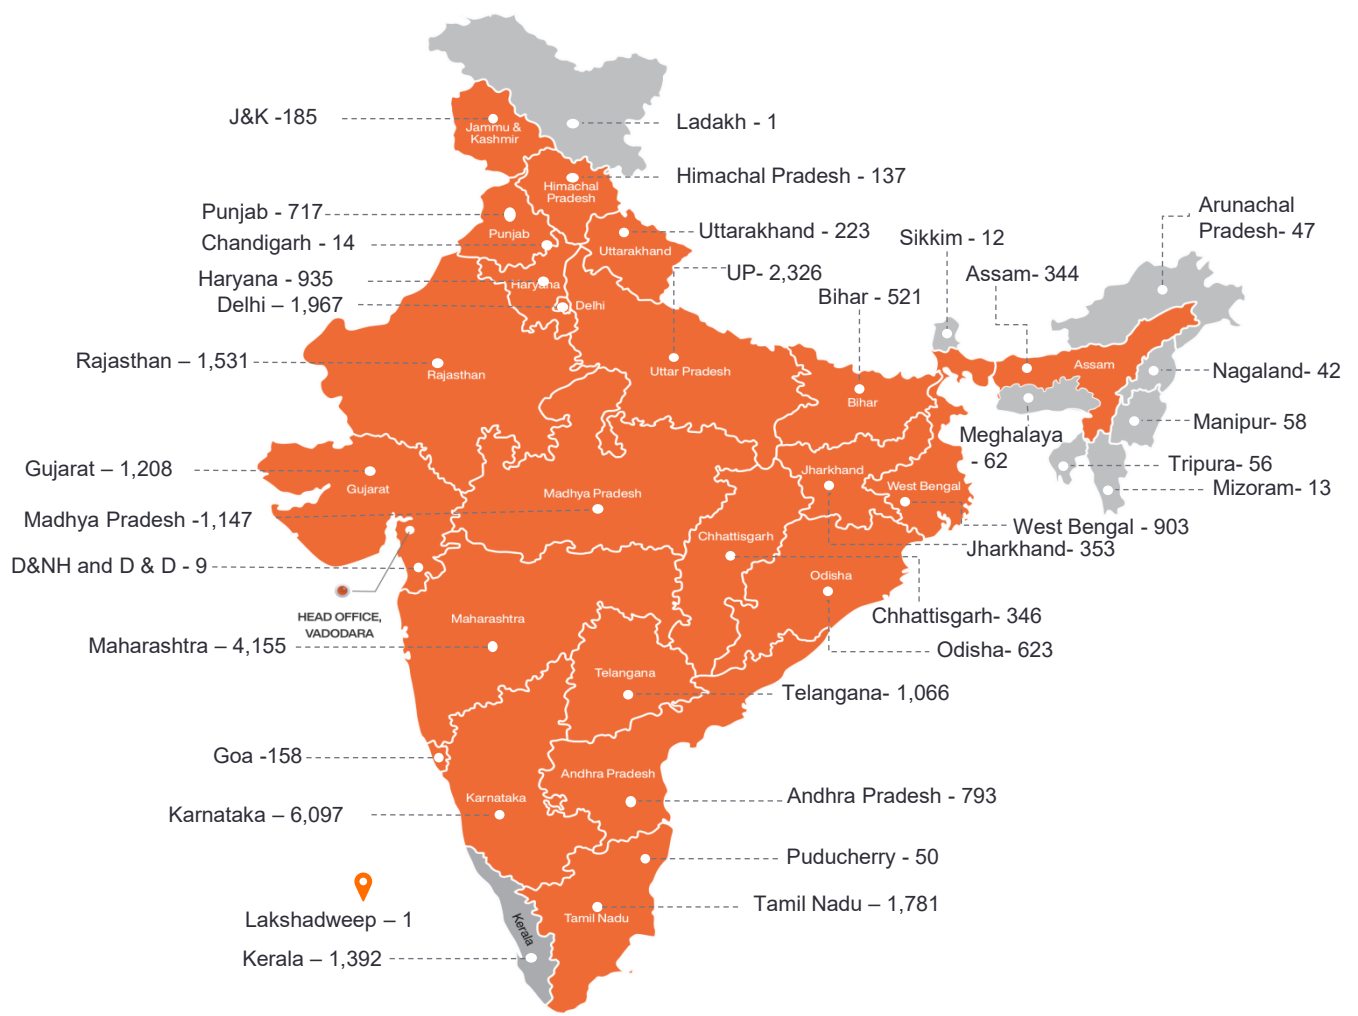 J&K -185
Jammu &
Kashmir
Ladakh - 1
Himachal Pradesh - 137
Himachal
Pradesh
Punjab - 717
Punjab
Chandigarh - 14
Uttarakhand - 223
Uttarakhand
Sikkim - 12
Arunachal
Pradesh- 47
Haryana - 935
Haryana
UP- 2,326
Assam- 344
Delhi – 1,967
Delhi
Bihar - 521
Rajasthan – 1,531
Rajasthan
Uttar Pradesh
Bihar
Assam
Nagaland- 42
Manipur- 58
Meghalaya
- 62
Tripura- 56
Mizoram- 13
Gujarat – 1,208
Gujarat
Madhya Pradesh
Jharkhand
West Bengal
Madhya Pradesh -1,147
West Bengal - 903
Chhattisgarh
Jharkhand- 353
D&NH and D & D - 9
Odisha
HEAD OFFICE,
VADODARA
Maharashtra
Chhattisgarh- 346
Maharashtra – 4,155
Odisha- 623
Telangana
Telangana- 1,066
Goa -158
Andhra Pradesh
Karnataka
Andhra Pradesh - 793
Karnataka – 6,097
Puducherry - 50
Lakshadweep – 1
Tamil Nadu
Tamil Nadu – 1,781
Kerala
Kerala – 1,392